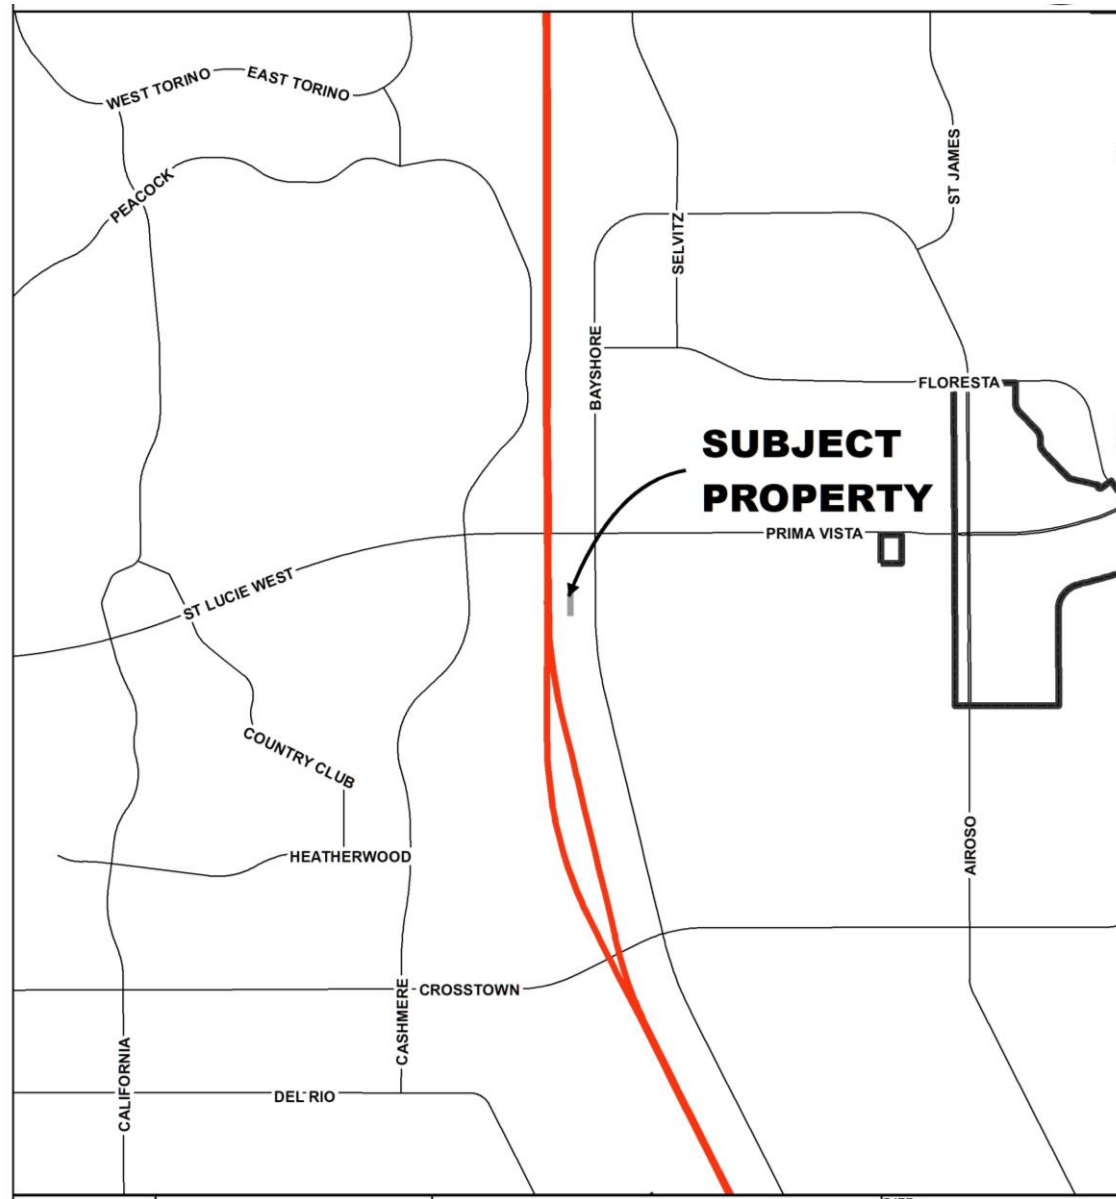 WEST TORINO
EAST TORINO
ST JAMES
PEACOCK
SELVITZ
BAYSHORE
FLORESTA
SUBJECT
PROPERTY
PRIMA VISTA
ST LUCIE WEST
COUNTRY CLUB
HEATHERWOOD
AIROSO
CROSSTOWN
CASHMERE
CALIFORNIA
DEL RIO